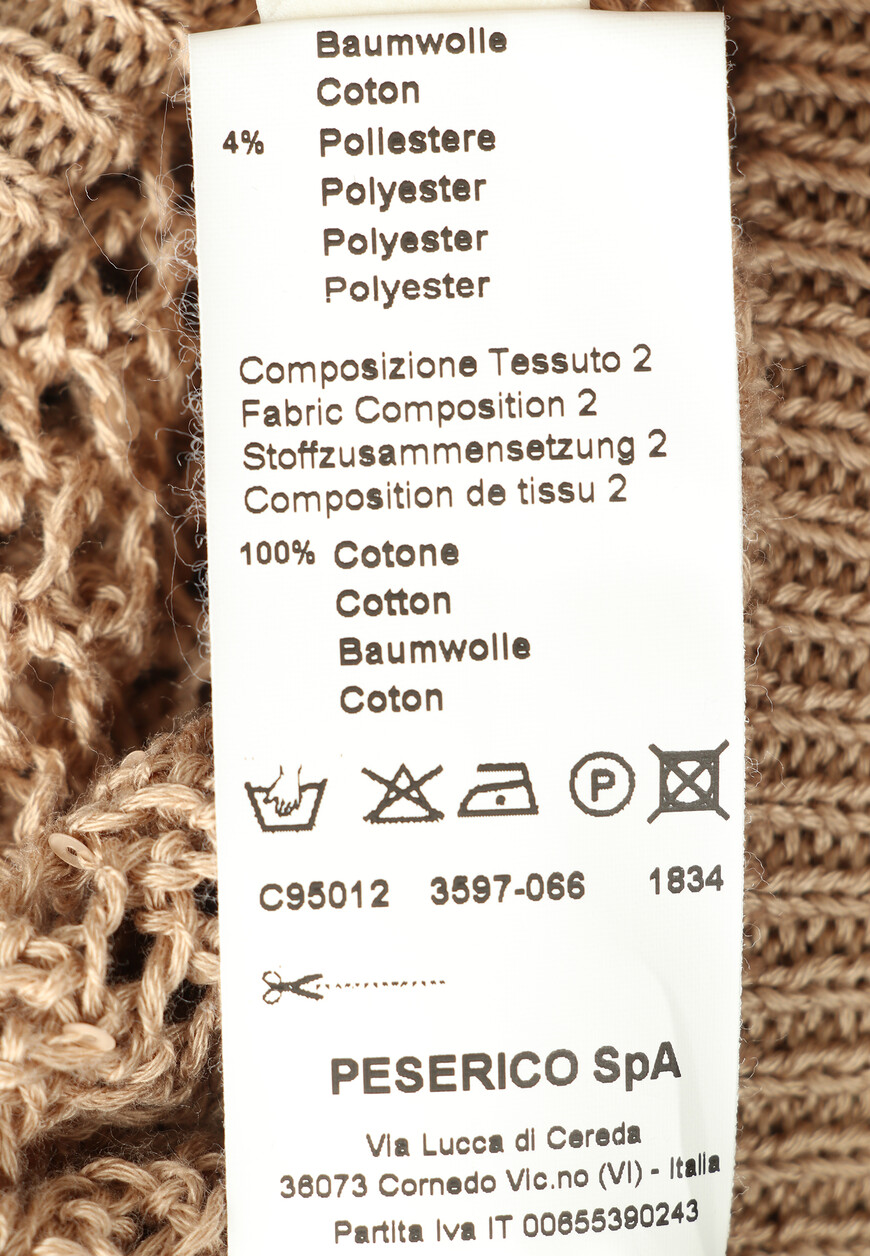 Baumwolle
Coton
4% Poliestere
Polyester
Polyester
Polyester
Composizione Tessuto 2
Fabric Composition 2
Stoffzusammensetzung 2
Composition de tissu 2
100% Cotone
Cotton
Baumwolle
Coton
P
C95012 3597-066 1834
PESERICO SpA
Via Lucca di Cereda
36073 Cornedo Vic.no (VI) - Italia
Partita Iva IT 00655390243